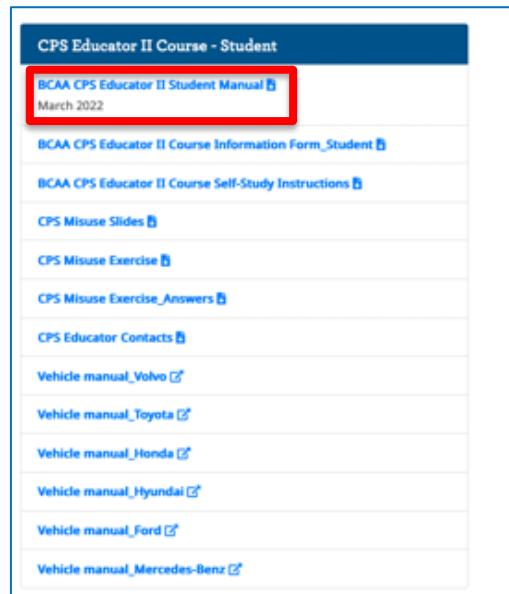 CPS Educator II Course - Student
BCAA CPS Educator II Student Manual
March 2022
BCAA CPS Educator II Course Information Form_Student
BCAA CPS Educator II Course Self-Study Instructions
CPS Misuse Slides
CPS Misuse Exercise
CPS Misuse Exercise_Answers
CPS Educator Contacts
Vehicle manual_Volvo
Vehicle manual_Toyota
Vehicle manual_Honda
Vehicle manual_Hyundai
Vehicle manual_Ford
Vehicle manual_Mercedes-Benz